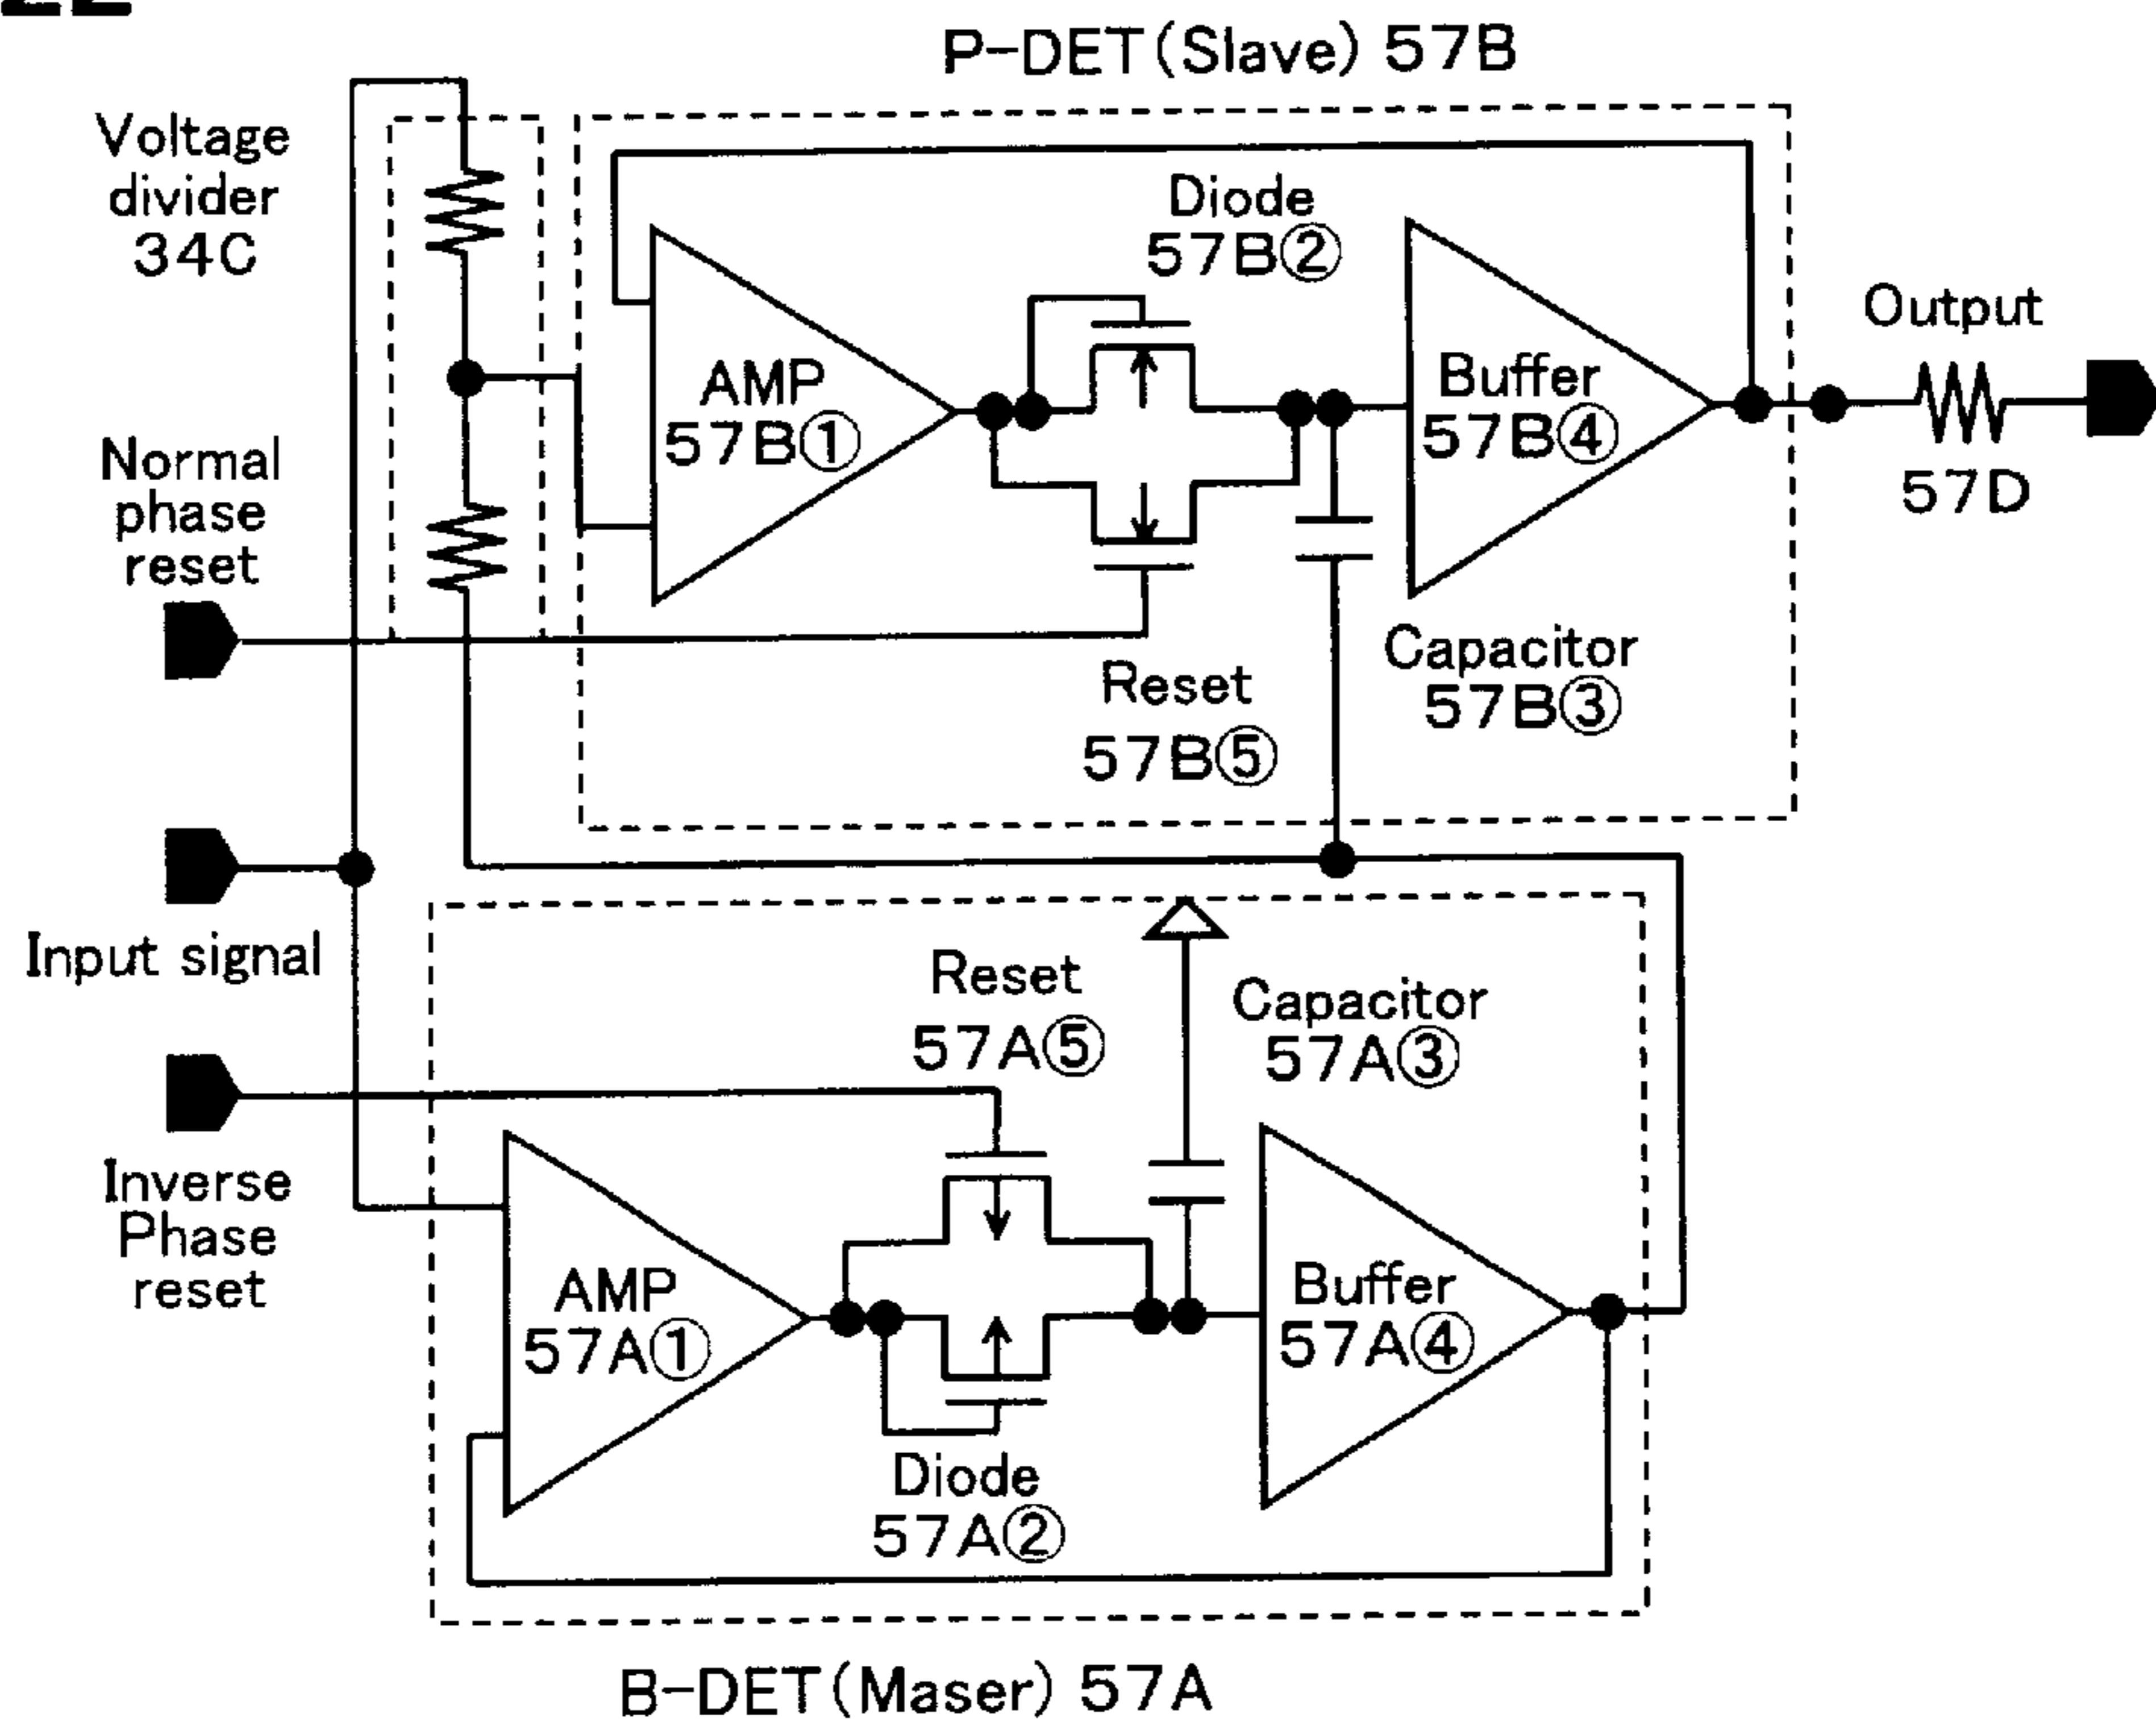 P-DET(Slave) 57B
Voltage
divider
34C
Diode
57B②
Output
AMP
57B①
Buffer
57B④
57D
Normal
phase
reset
Capacitor
57B③
Reset
57B⑤
Input signal
Reset
57A⑤
Capacitor
57A③
Inverse
Phase
reset
AMP
57A①
Buffer
57A④
Diode
57A②
B-DET(Maser) 57A